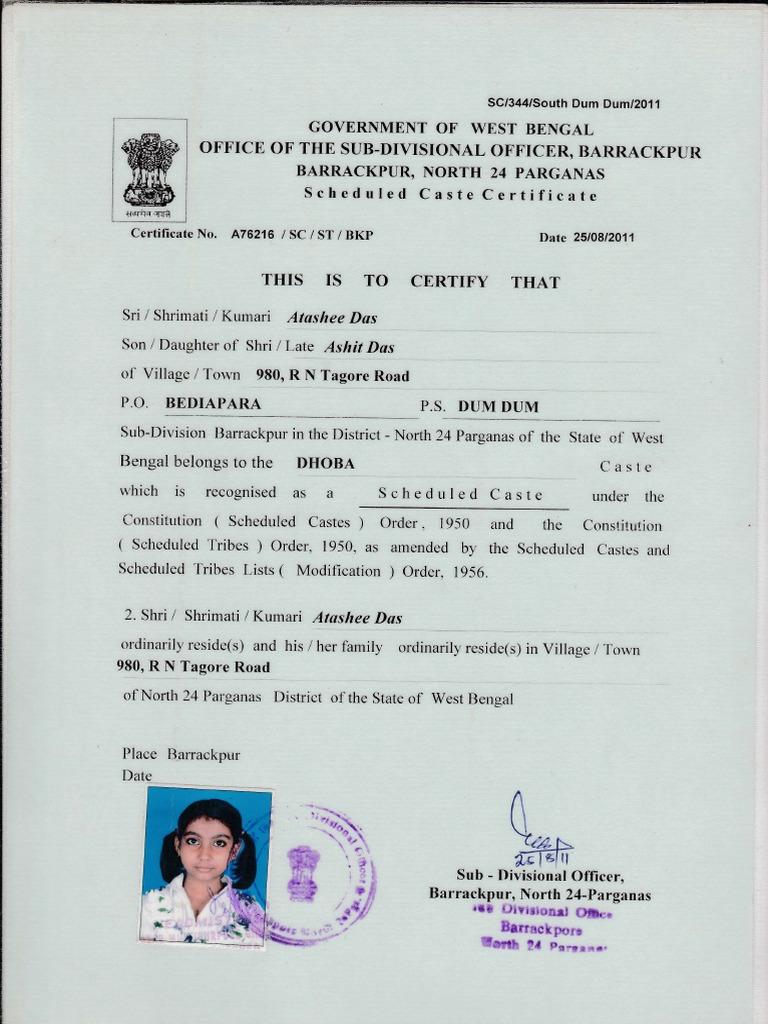 SC/344/South Dum Dum/2011
GOVERNMENT OF WEST BENGAL
OFFICE OF THE SUB-DIVISIONAL OFFICER, BARRACKPUR
BARRACKPUR, NORTH 24 PARGANAS
Scheduled Caste Certificate
सत्यमेव जयते
Certificate No. A76216 / SC / ST / BKP Date 25/08/2011
THIS IS TO CERTIFY THAT
Sri / Shrimati / Kumari Atashee Das
Son / Daughter of Shri / Late Ashit Das
of Village / Town 980, R N Tagore Road
P.O. BEDIAPARA P.S. DUM DUM
Sub-Division Barrackpur in the District - North 24 Parganas of the State of West
Bengal belongs to the DHOBA Caste
which is recognised as a Scheduled Caste under the
Constitution ( Scheduled Castes ) Order, 1950 and the Constitution
( Scheduled Tribes ) Order, 1950, as amended by the Scheduled Castes and
Scheduled Tribes Lists ( Modification ) Order, 1956.
2. Shri / Shrimati / Kumari Atashee Das
ordinarily reside(s) and his / her family ordinarily reside(s) in Village / Town
980, R N Tagore Road
of North 24 Parganas District of the State of West Bengal
Place Barrackpur
Date
Divisional Officer
25/8/11
Sub - Divisional Officer,
Barrackpur, North 24-Parganas
Divisional Office
Barrackpore
North 24 Parganas